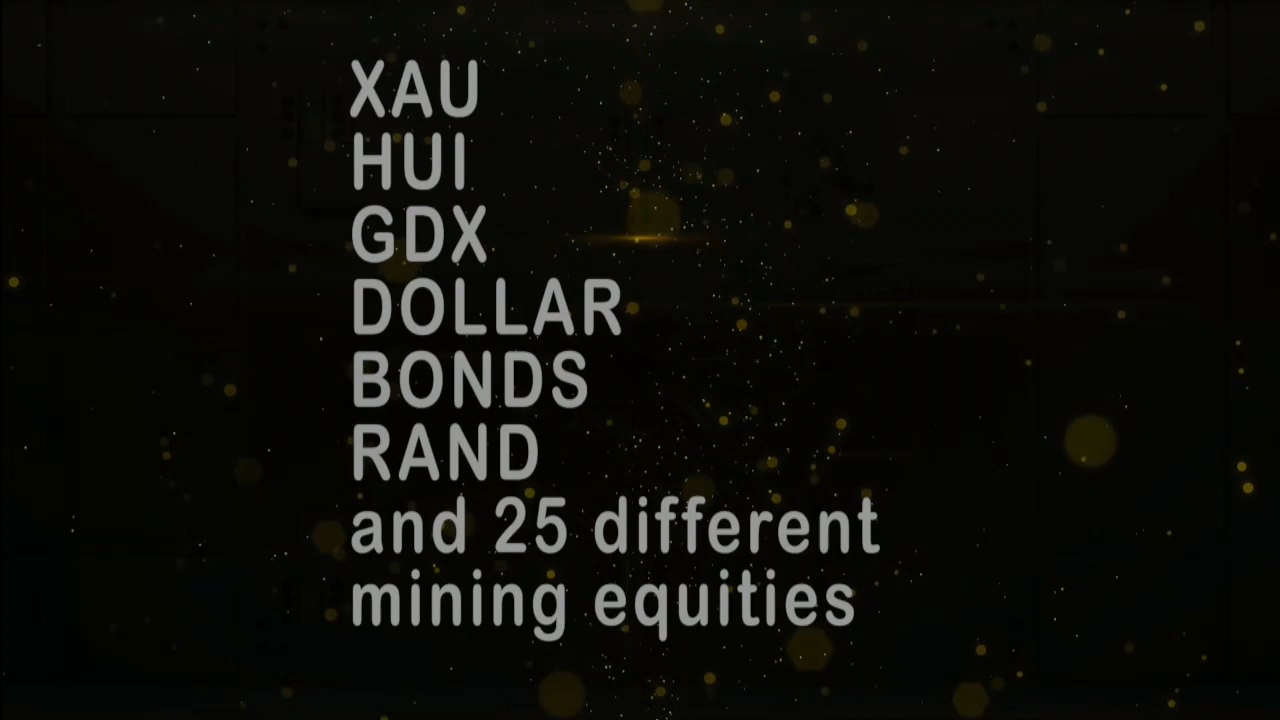 XAU
HUI
GDX
DOLLAR
BONDS
RAND
and 25 different
mining equities